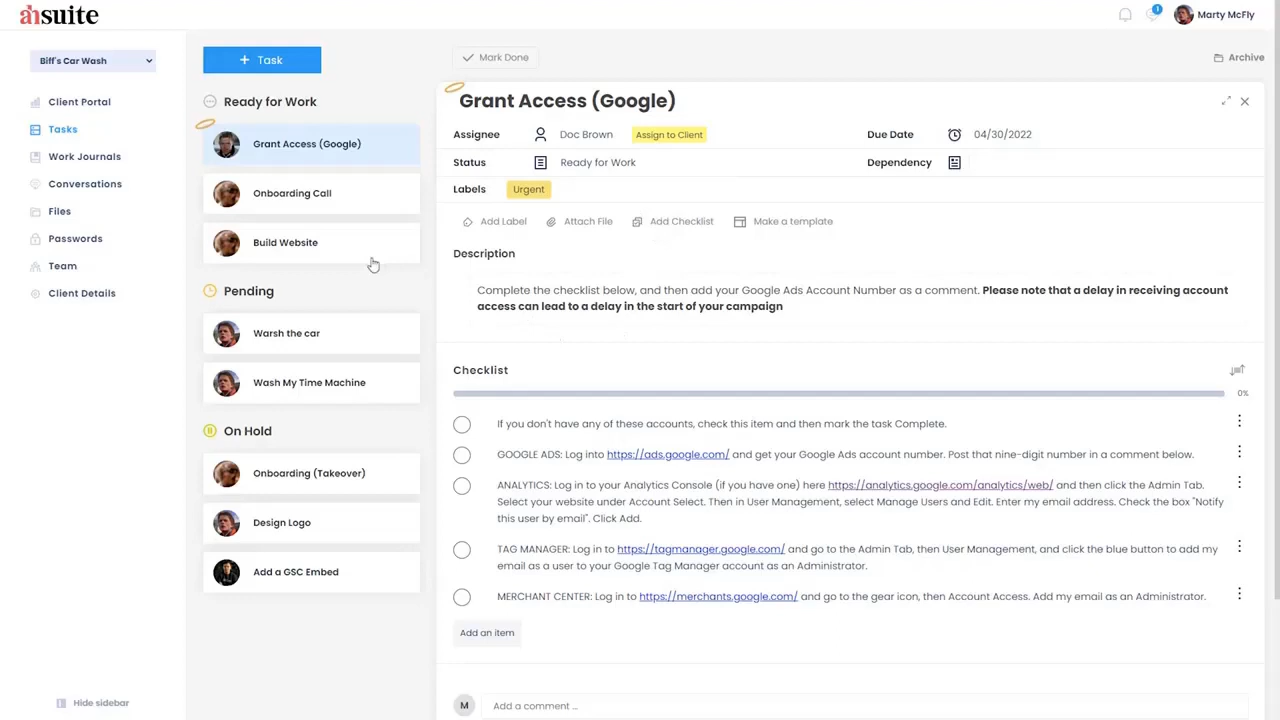 ahsuite
1
Marty McFly
Biff's Car Wash
Client Portal
Tasks
Work Journals
Conversations
Files
Passwords
Team
Client Details
Hide sidebar
+ Task
Ready for Work
Grant Access (Google)
Onboarding Call
Build Website
Pending
Warsh the car
Wash My Time Machine
On Hold
Onboarding (Takeover)
Design Logo
Add a GSC Embed
Mark Done
Archive
Grant Access (Google)
Assignee Doc Brown Assign to Client Due Date 04/30/2022
Status Ready for Work Dependency
Labels Urgent
Add Label Attach File Add Checklist Make a template
Description
Complete the checklist below, and then add your Google Ads Account Number as a comment. Please note that a delay in receiving account
access can lead to a delay in the start of your campaign
Checklist
0%
If you don't have any of these accounts, check this item and then mark the task Complete.
GOOGLE ADS: Log into https://ads.google.com/ and get your Google Ads account number. Post that nine-digit number in a comment below.
ANALYTICS: Log in to your Analytics Console (if you have one) here https://analytics.google.com/analytics/web/ and then click the Admin Tab.
Select your website under Account Select. Then in User Management, select Manage Users and Edit. Enter my email address. Check the box "Notify
this user by email". Click Add.
TAG MANAGER: Log in to https://tagmanager.google.com/ and go to the Admin Tab, then User Management, and click the blue button to add my
email as a user to your Google Tag Manager account as an Administrator.
MERCHANT CENTER: Log in to https://merchants.google.com/ and go to the gear icon, then Account Access. Add my email as an Administrator.
Add an item
M
Add a comment ...